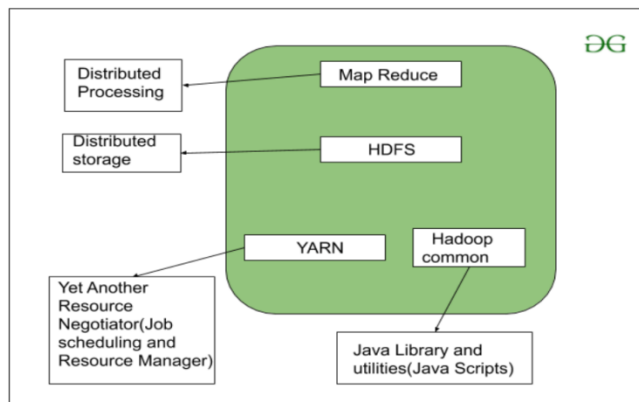 Distributed
Processing
Map Reduce
Distributed
storage
HDFS
YARN
Hadoop
common
Yet Another
Resource
Negotiator(Job
scheduling and
Resource Manager)
Java Library and
utilities(Java Scripts)